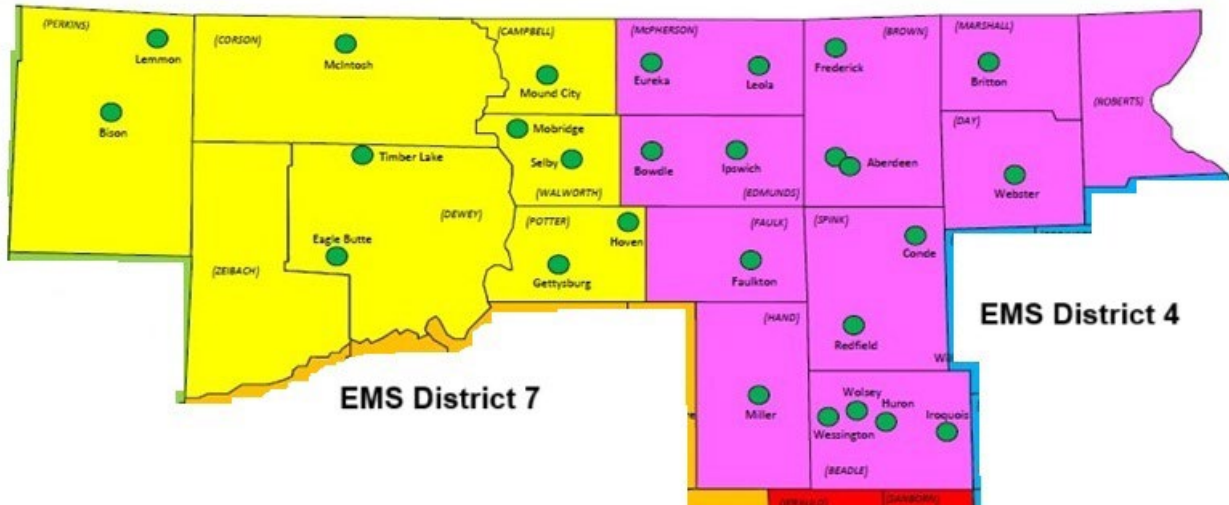 (PERKINS)
Lemmon
Bison
(CORSON)
McIntosh
(CAMPBELL)
Mound City
(McPHERSON)
Eureka
Leola
(BROWN)
Frederick
Aberdeen
(MARSHALL)
Britton
(ROBERTS)
(DAY)
Webster
Mobridge
Selby
(WALWORTH)
Bowdle
Ipswich
(EDMUNDS)
Timber Lake
(DEWEY)
Eagle Butte
(ZEIBACH)
(POTTER)
Hoven
Gettysburg
(FAULK)
Faulkton
(SPINK)
Conde
Redfield
(HAND)
Miller
Wolsey
Huron
Iroquois
Wessington
(BEADLE)
EMS District 4
EMS District 7
(SANBORN)